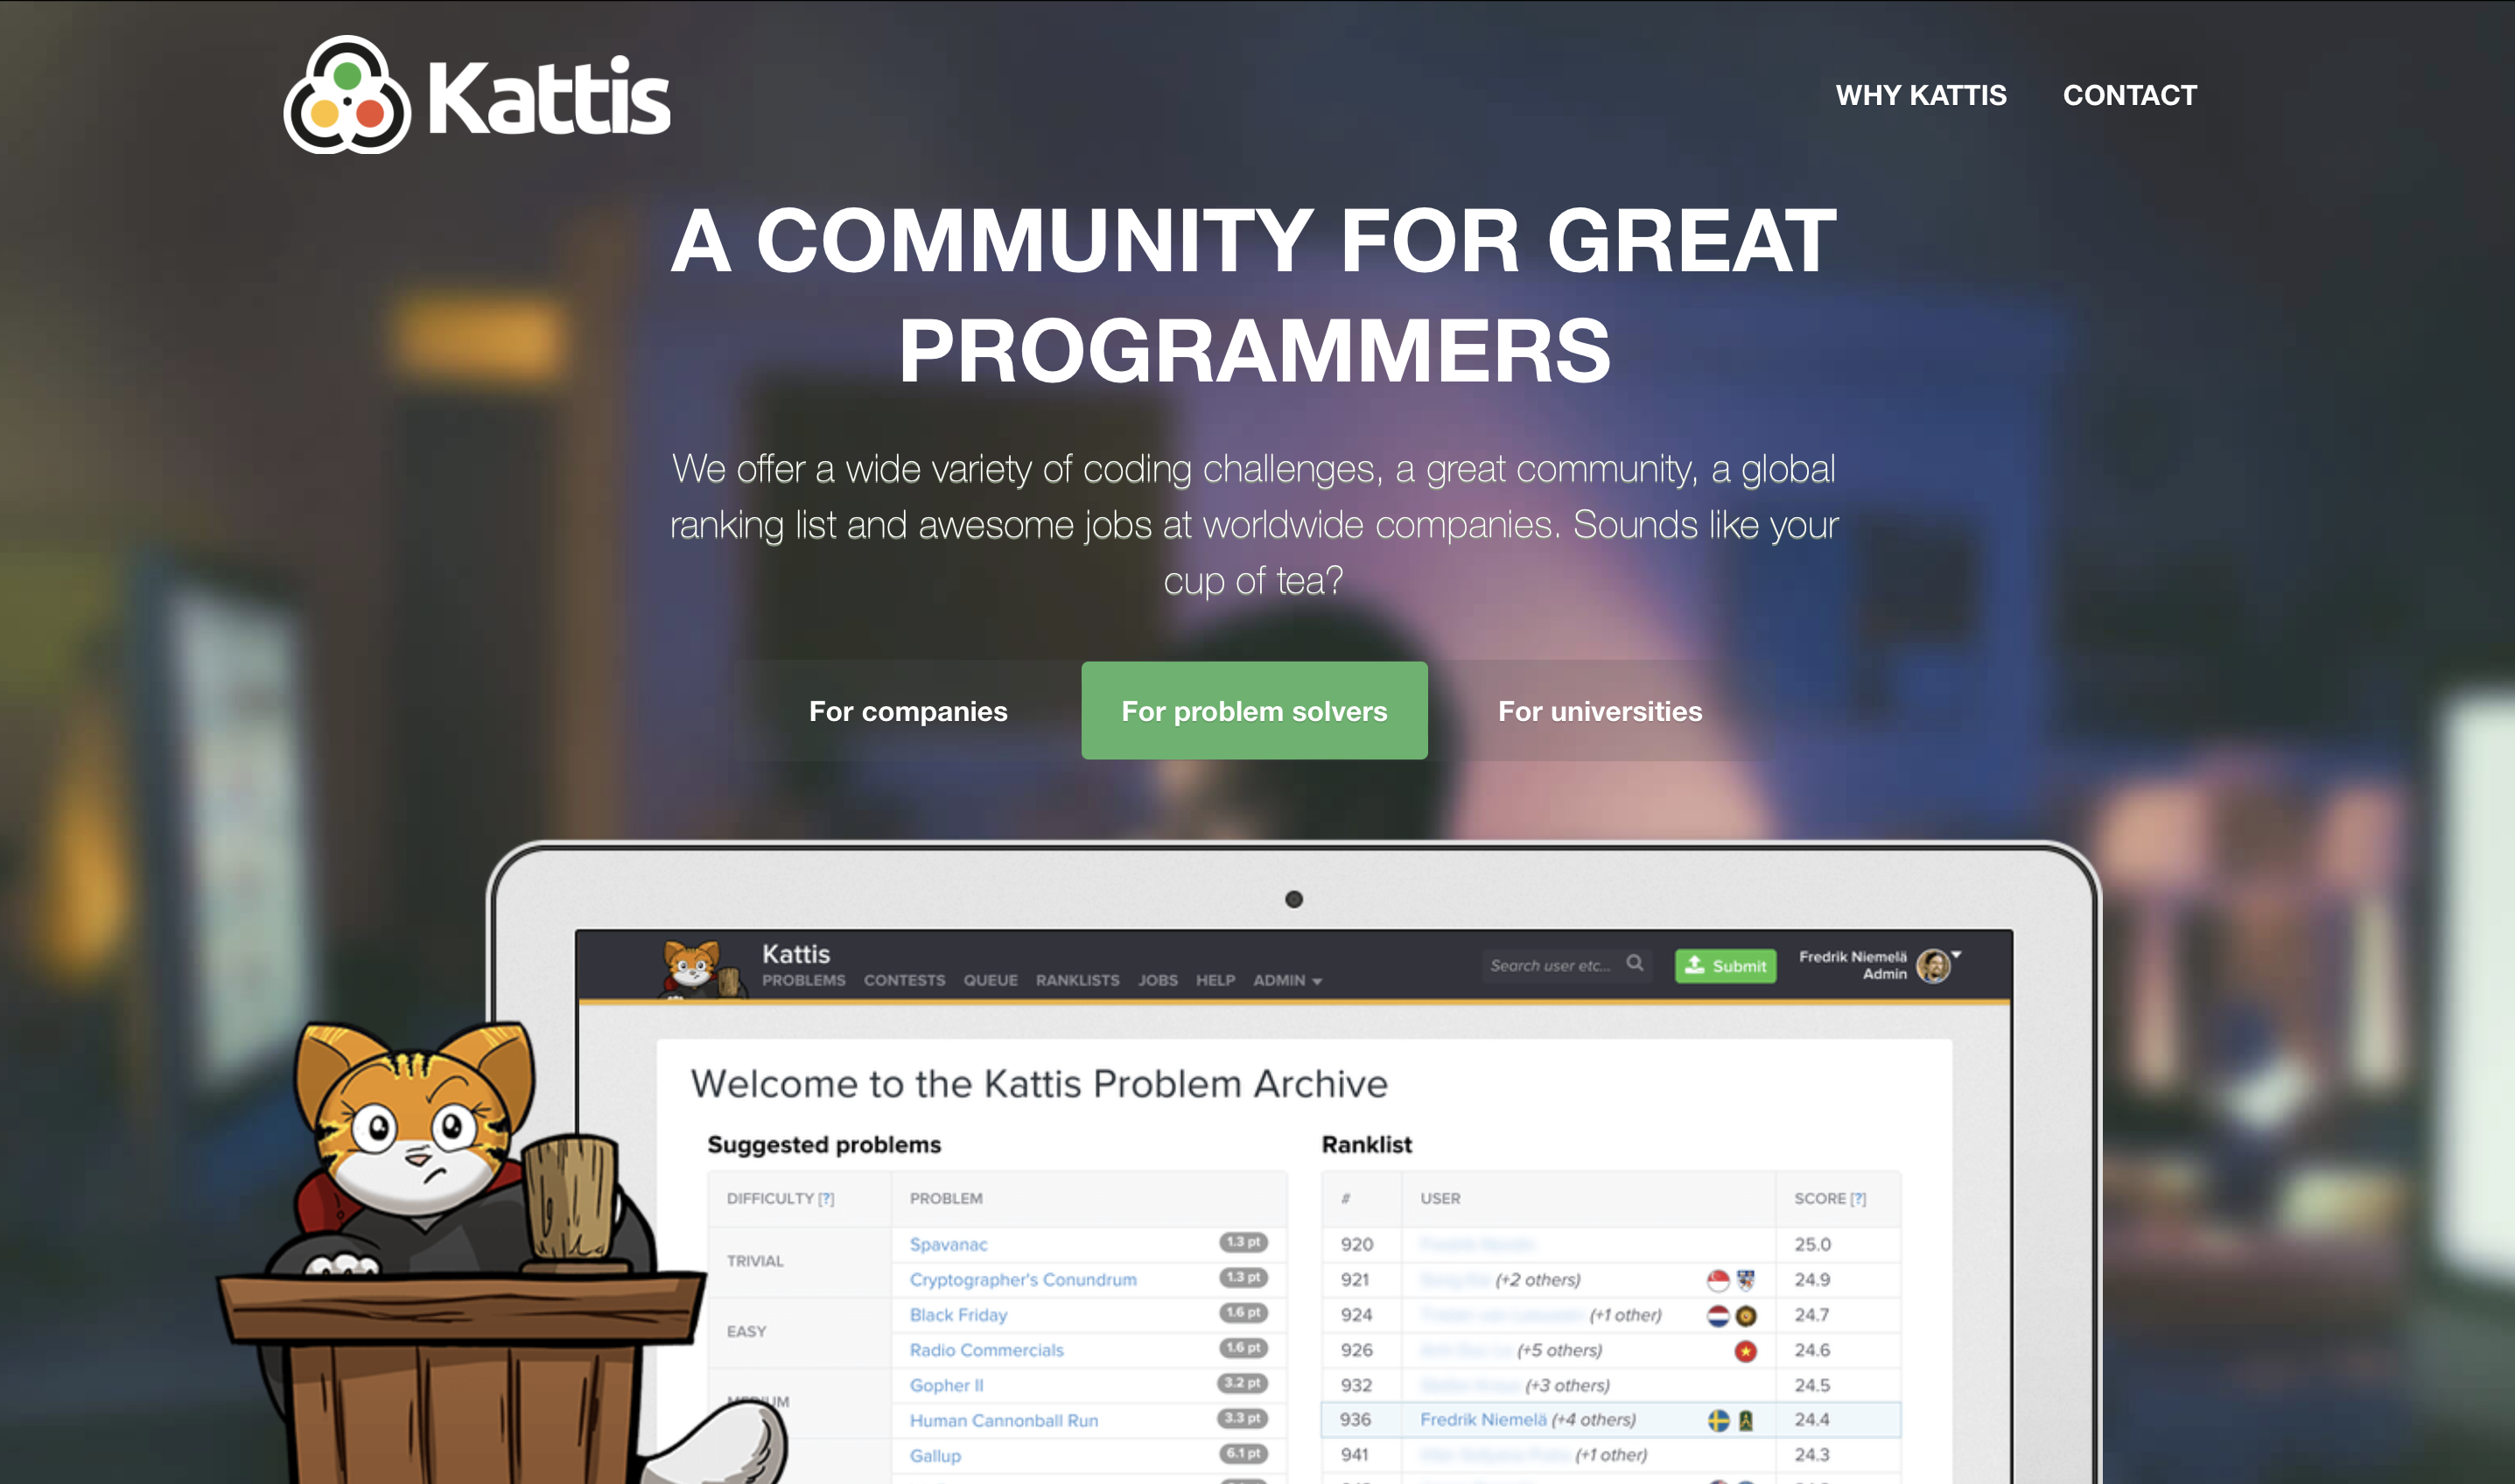 Kattis
WHY KATTIS
CONTACT
A COMMUNITY FOR GREAT
PROGRAMMERS
We offer a wide variety of coding challenges, a great community, a global
ranking list and awesome jobs at worldwide companies. Sounds like your
cup of tea?
For companies
For problem solvers
For universities
Kattis
PROBLEMS CONTESTS QUEUE RANKLISTS JOBS HELP ADMIN
Search user etc...
Submit
Fredrik Niemelä
Admin
Welcome to the Kattis Problem Archive
Suggested problems
DIFFICULTY [?] PROBLEM
TRIVIAL
Spavanac 1.3 pt
Cryptographer's Conundrum 1.3 pt
EASY
Black Friday 1.6 pt
Radio Commercials 1.6 pt
MEDIUM
Gopher II 3.2 pt
Human Cannonball Run 3.3 pt
Gallup 6.1 pt
Ranklist
# USER SCORE [?]
920 25.0
921 (+2 others) 24.9
924 (+1 other) 24.7
926 (+5 others) 24.6
932 (+3 others) 24.5
936 Fredrik Niemelä (+4 others) 24.4
941 (+1 other) 24.3